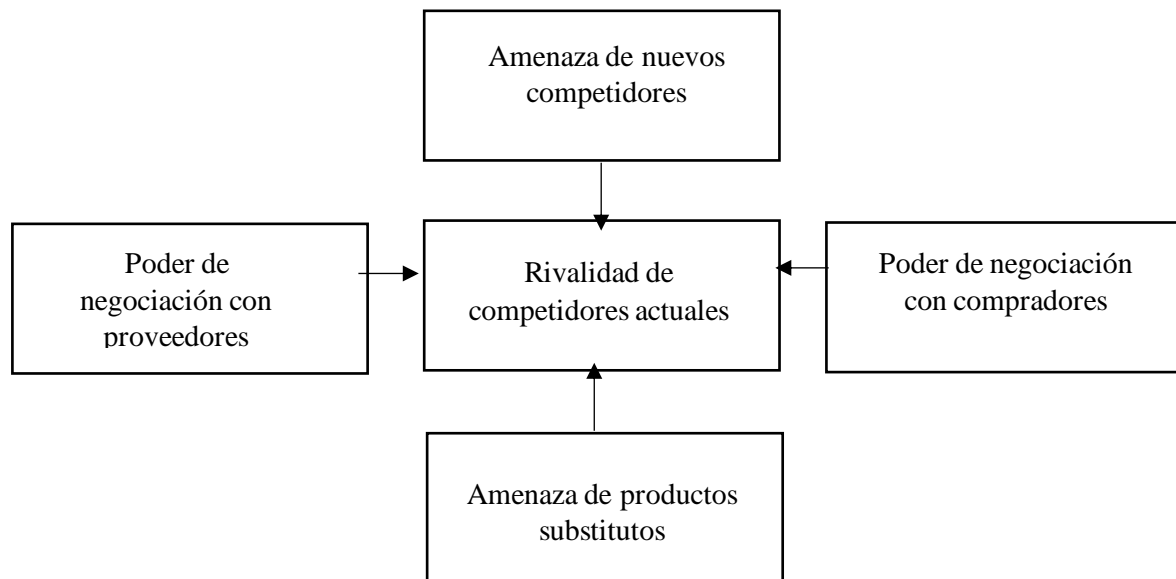 Amenaza de nuevos
competidores
Poder de
negociación con
proveedores
Rivalidad de
competidores actuales
Poder de negociación
con compradores
Amenaza de productos
substitutos